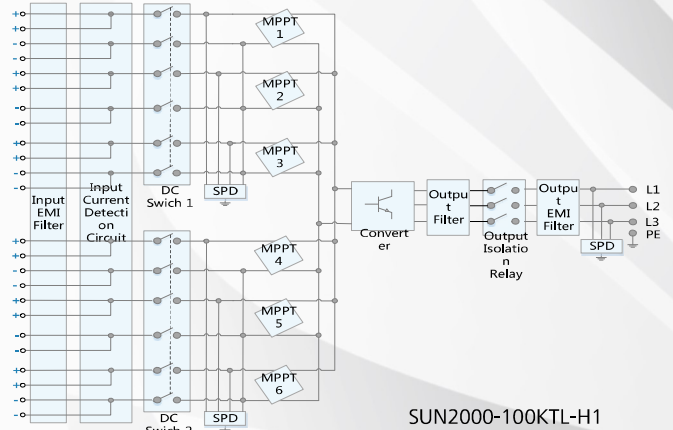 +
+
-
-
+
+
-
-
+
+
-
-
MPPT
1
MPPT
2
MPPT
3
Input
EMI
Filter
Input
Current
Detecti
on
Circuit
DC
Swich 1
SPD
+
+
-
-
+
+
-
-
+
+
-
-
MPPT
4
MPPT
5
MPPT
6
DC
Swich 2
SPD
Convert
er
Outpu
t
Filter
Output
Isolatio
n
Relay
Outpu
t
EMI
Filter
SPD
L1
L2
L3
PE
SUN2000-100KTL-H1